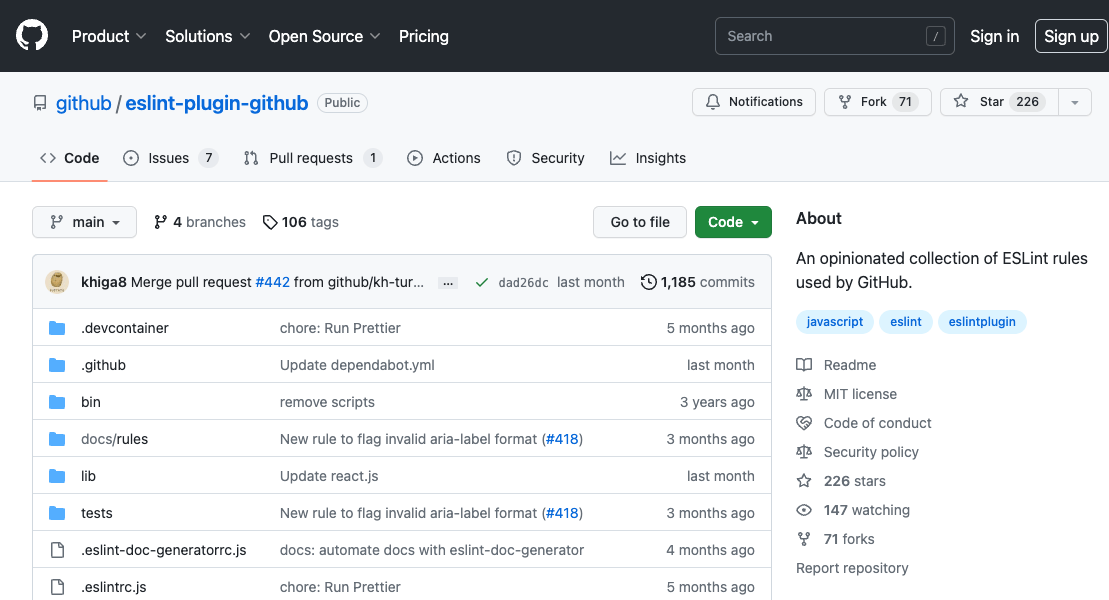 Product Solutions Open Source Pricing Search / Sign in Sign up
github / eslint-plugin-github Public Notifications Fork 71 Star 226
Code Issues 7 Pull requests 1 Actions Security Insights
main 4 branches 106 tags Go to file Code
khiga8 Merge pull request #442 from github/kh-tur... ... dad26dc last month 1,185 commits
.devcontainer chore: Run Prettier 5 months ago
.github Update dependabot.yml last month
bin remove scripts 3 years ago
docs/rules New rule to flag invalid aria-label format (#418) 3 months ago
lib Update react.js last month
tests New rule to flag invalid aria-label format (#418) 3 months ago
.eslint-doc-generatorrc.js docs: automate docs with eslint-doc-generator 4 months ago
.eslintrc.js chore: Run Prettier 5 months ago
About
An opinionated collection of ESLint rules
used by GitHub.
javascript eslint eslintplugin
Readme
MIT license
Code of conduct
Security policy
226 stars
147 watching
71 forks
Report repository